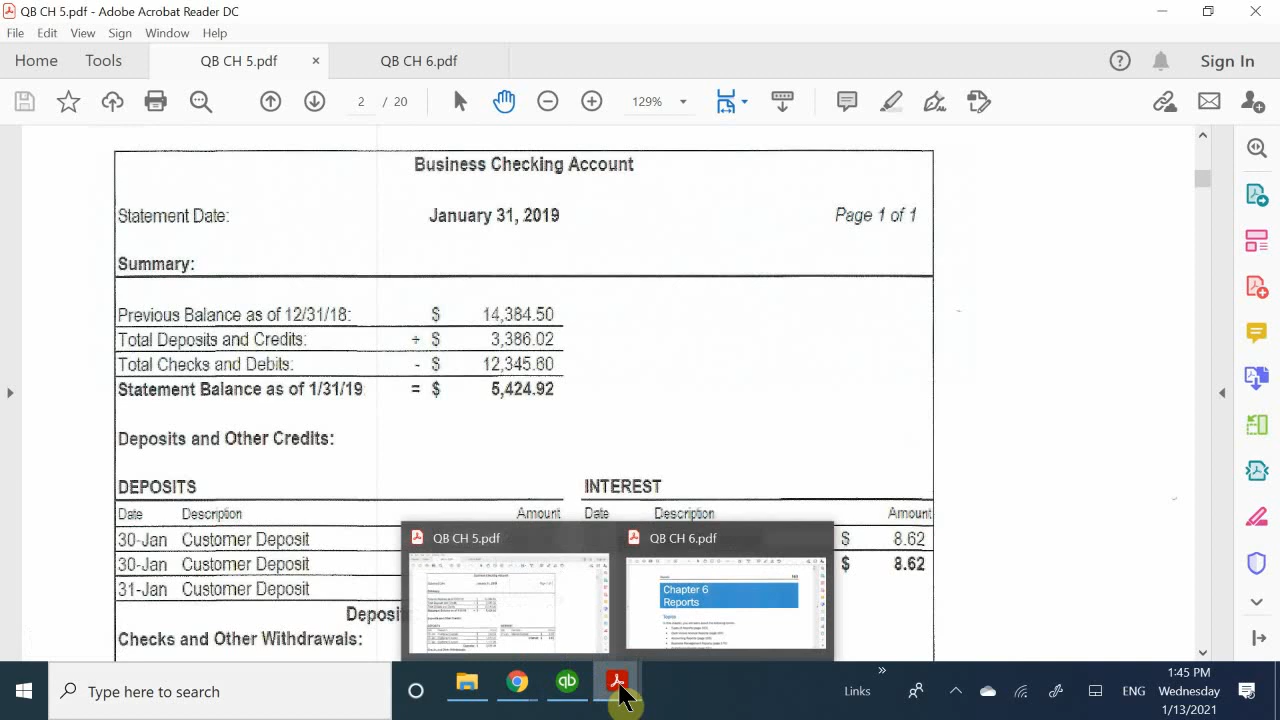 QB CH 5.pdf - Adobe Acrobat Reader DC
File Edit View Sign Window Help
Home Tools QB CH 5.pdf × QB CH 6.pdf ? Sign In
2 / 20 129%
Business Checking Account
Statement Date: January 31, 2019 Page 1 of 1
Summary:
Previous Balance as of 12/31/18: $ 14,384.50
Total Deposits and Credits: + $ 3,386.02
Total Checks and Debits: - $ 12,345.60
Statement Balance as of 1/31/19 = $ 5,424.92
Deposits and Other Credits:
DEPOSITS INTEREST
Date Description Amount Date Description Amount
30-Jan Customer Deposit $ 8.62
30-Jan Customer Deposit $ 8.62
31-Jan Customer Deposit
Deposi
Checks and Other Withdrawals:
QB CH 5.pdf QB CH 6.pdf
Chapter 6
Reports
Type here to search
qb
Links
ENG
1:45 PM
Wednesday
1/13/2021